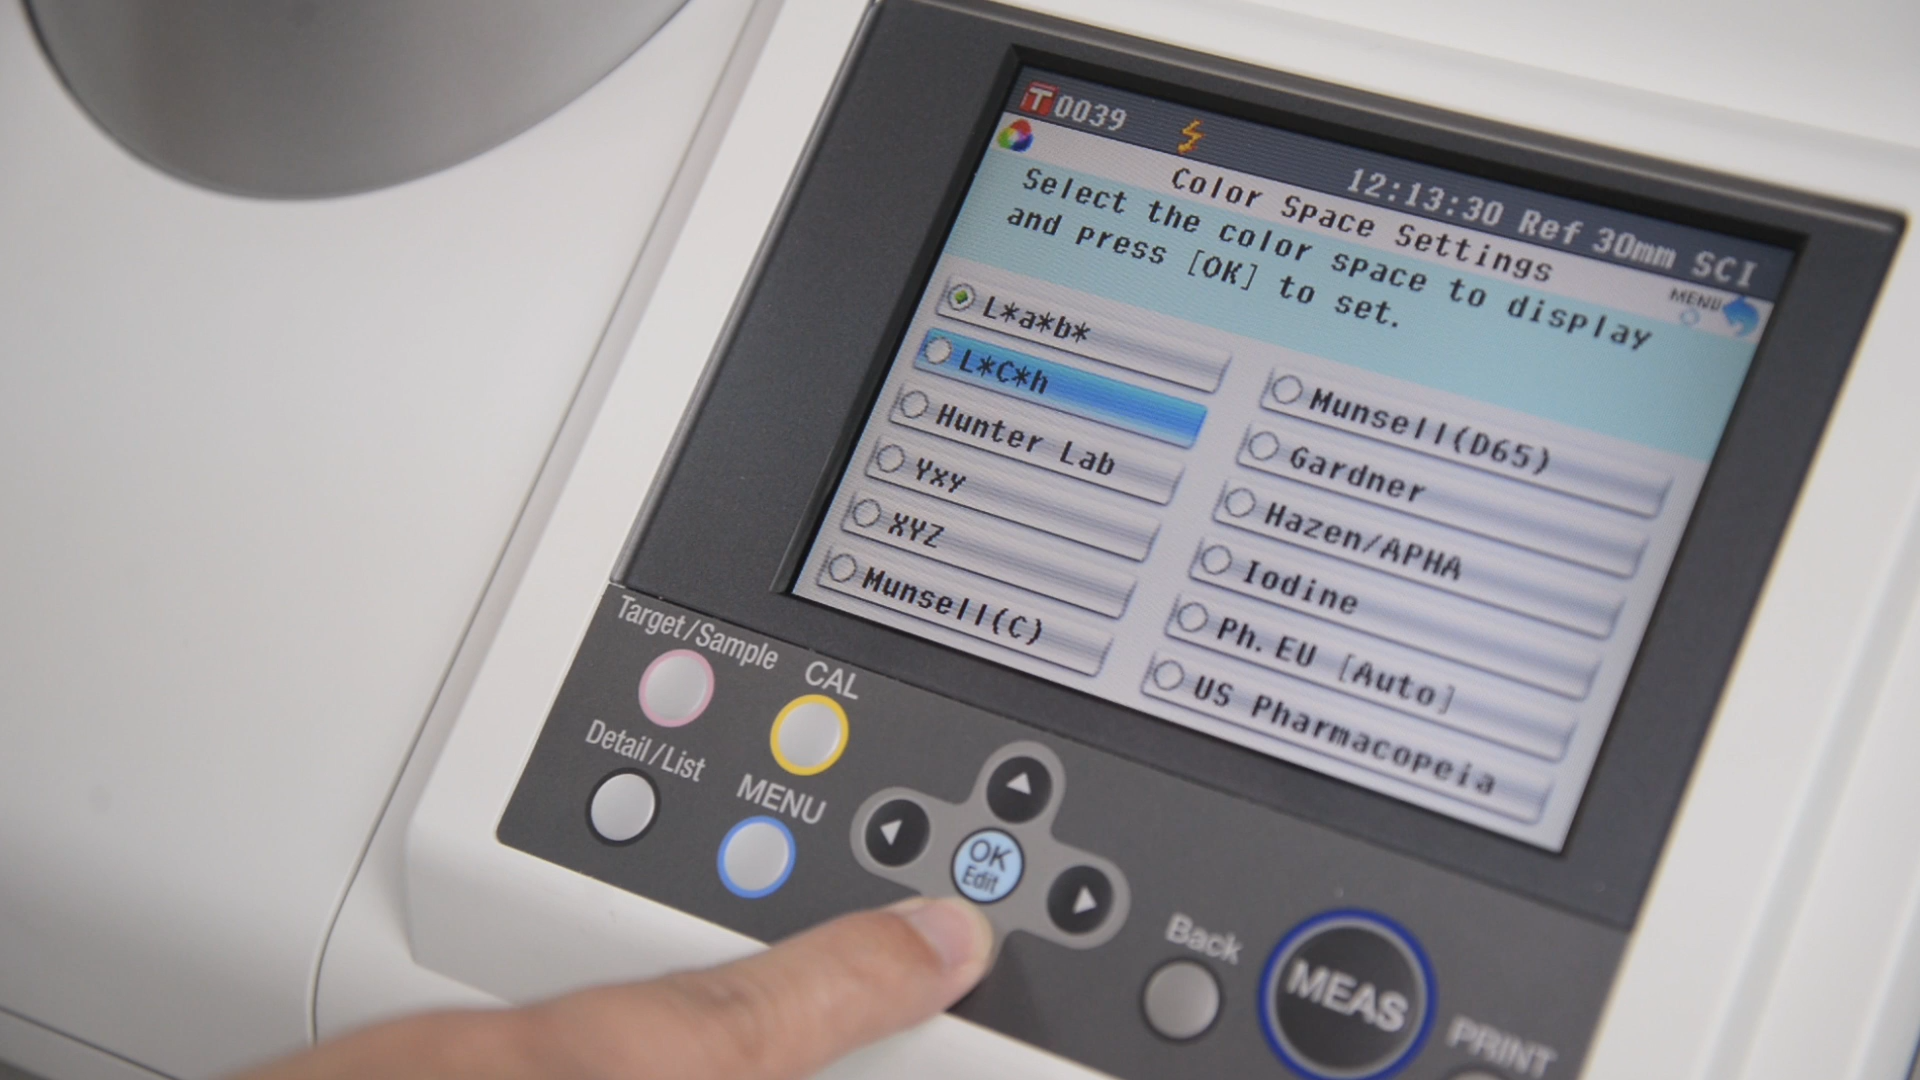 T 0039
12:13:30 Ref 30mm SCI
Color Space Settings
MENU
Select the color space to display
and press [OK] to set.
L*a*b*
L*C*h
Hunter Lab
Yxy
XYZ
Munsell(C)
Munsell(D65)
Gardner
Hazen/APHA
Iodine
Ph. EU [Auto]
US Pharmacopeia
Target/Sample
CAL
Detail/List
MENU
OK
Edit
Back
MEAS
PRINT